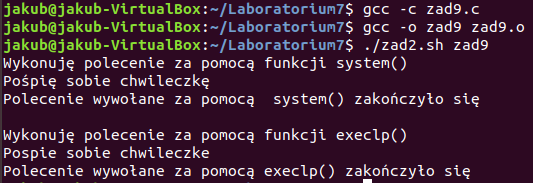 jakub@jakub-VirtualBox:~/Laboratorium7$ gcc -c zad9.c
jakub@jakub-VirtualBox:~/Laboratorium7$ gcc -o zad9 zad9.o
jakub@jakub-VirtualBox:~/Laboratorium7$ ./zad2.sh zad9
Wykonuję polecenie za pomocą funkcji system()
Pośpię sobie chwileczkę
Polecenie wywołane za pomocą  system() zakończyło się

Wykonuję polecenie za pomocą funkcji execlp()
Pospie sobie chwileczke
Polecenie wywołane za pomocą execlp() zakończyło się